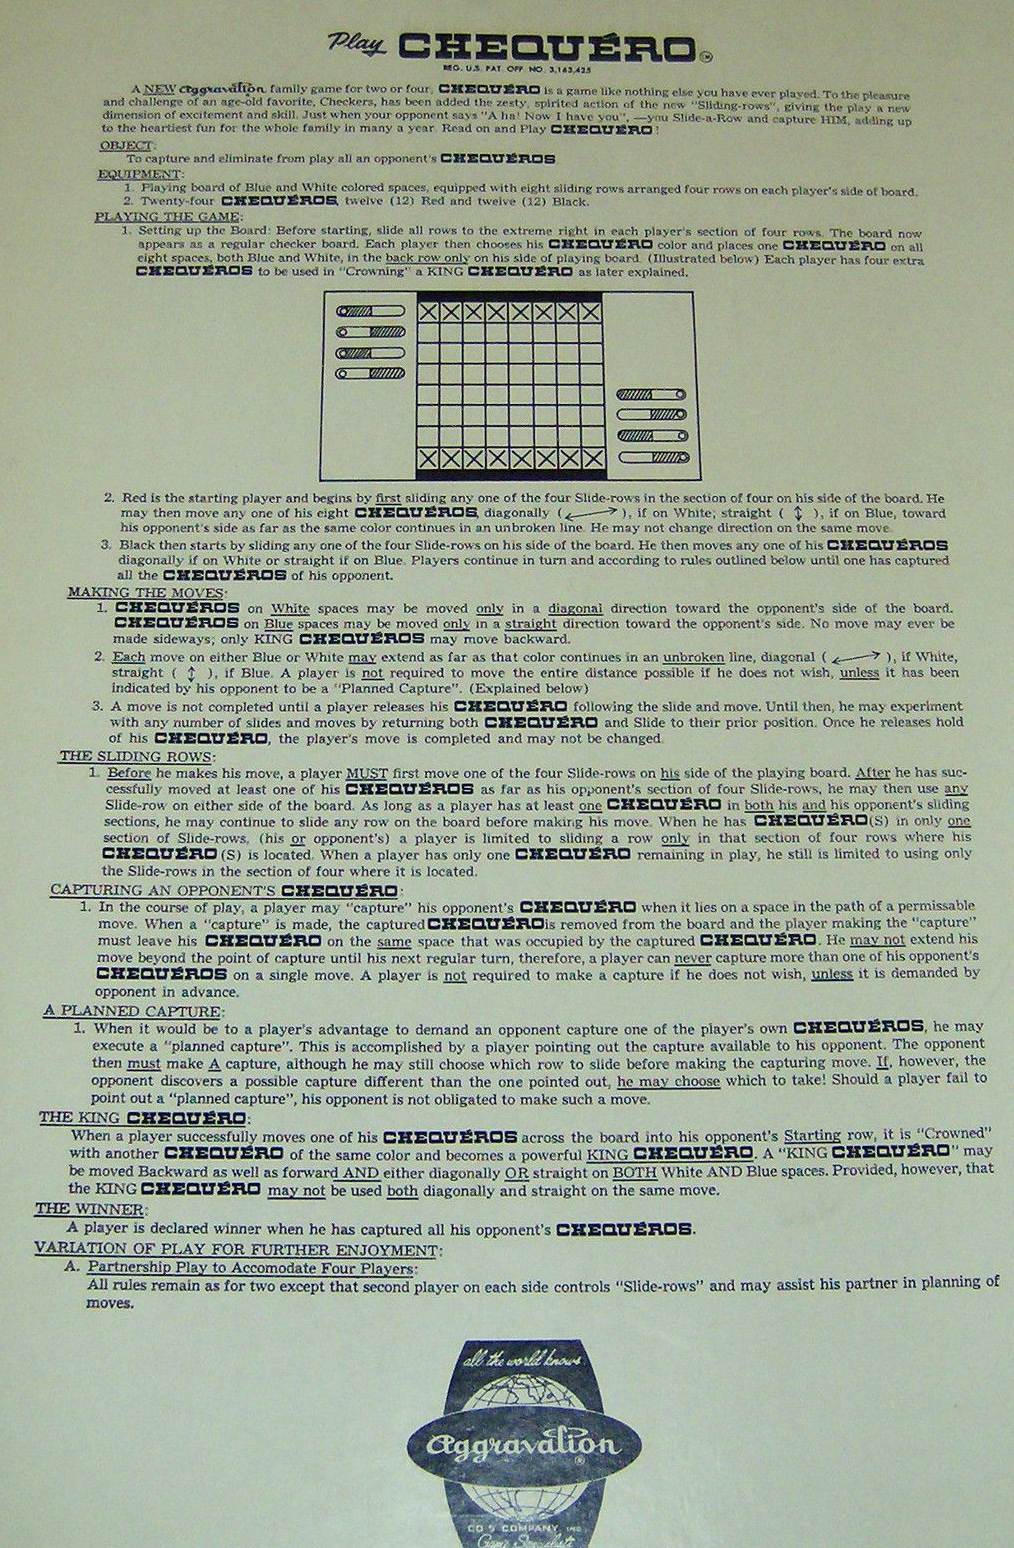 Play CHEQUÉRO TM
REG. U.S. PAT. OFF. NO. 3,163,425
A NEW Aggravation family game for two or four, CHEQUÉRO is a game like nothing else you have ever played. To the pleasure
and challenge of an age-old favorite, Checkers, has been added the zesty, spirited action of the new "Sliding-rows", giving the play a new
dimension of excitement and skill. Just when your opponent says "A ha! Now I have you", —you Slide-a-Row and capture HIM, adding up
to the heartiest fun for the whole family in many a year. Read on and Play CHEQUÉRO!
OBJECT:
To capture and eliminate from play all an opponent's CHEQUÉROS
EQUIPMENT:
1. Playing board of Blue and White colored spaces, equipped with eight sliding rows arranged four rows on each player's side of board.
2. Twenty-four CHEQUÉROS, twelve (12) Red and twelve (12) Black.
PLAYING THE GAME:
1. Setting up the Board: Before starting, slide all rows to the extreme right in each player's section of four rows. The board now
appears as a regular checker board. Each player then chooses his CHEQUÉRO color and places one CHEQUÉRO on all
eight spaces, both Blue and White, in the back row only on his side of playing board. (Illustrated below) Each player has four extra
CHEQUÉROS to be used in "Crowning" a KING CHEQUÉRO as later explained.
2. Red is the starting player and begins by first sliding any one of the four Slide-rows in the section of four on his side of the board. He
may then move any one of his eight CHEQUÉROS, diagonally (↙↗), if on White; straight ( ↕ ), if on Blue, toward
his opponent's side as far as the same color continues in an unbroken line. He may not change direction on the same move.
3. Black then starts by sliding any one of the four Slide-rows on his side of the board. He then moves any one of his CHEQUÉROS
diagonally if on White or straight if on Blue. Players continue in turn and according to rules outlined below until one has captured
all the CHEQUÉROS of his opponent.
MAKING THE MOVES:
1. CHEQUÉROS on White spaces may be moved only in a diagonal direction toward the opponent's side of the board.
CHEQUÉROS on Blue spaces may be moved only in a straight direction toward the opponent's side. No move may ever be
made sideways; only KING CHEQUÉROS may move backward.
2. Each move on either Blue or White may extend as far as that color continues in an unbroken line, diagonal (↙↗), if White,
straight ( ↕ ), if Blue. A player is not required to move the entire distance possible if he does not wish, unless it has been
indicated by his opponent to be a "Planned Capture". (Explained below)
3. A move is not completed until a player releases his CHEQUÉRO following the slide and move. Until then, he may experiment
with any number of slides and moves by returning both CHEQUÉRO and Slide to their prior position. Once he releases hold
of his CHEQUÉRO, the player's move is completed and may not be changed.
THE SLIDING ROWS:
1. Before he makes his move, a player MUST first move one of the four Slide-rows on his side of the playing board. After he has suc-
cessfully moved at least one of his CHEQUÉROS as far as his opponent's section of four Slide-rows, he may then use any
Slide-row on either side of the board. As long as a player has at least one CHEQUÉRO in both his and his opponent's sliding
sections, he may continue to slide any row on the board before making his move. When he has CHEQUÉRO(S) in only one
section of Slide-rows, (his or opponent's) a player is limited to sliding a row only in that section of four rows where his
CHEQUÉRO(S) is located. When a player has only one CHEQUÉRO remaining in play, he still is limited to using only
the Slide-rows in the section of four where it is located.
CAPTURING AN OPPONENT'S CHEQUÉRO:
1. In the course of play, a player may "capture" his opponent's CHEQUÉRO when it lies on a space in the path of a permissable
move. When a "capture" is made, the captured CHEQUÉRO is removed from the board and the player making the "capture"
must leave his CHEQUÉRO on the same space that was occupied by the captured CHEQUÉRO. He may not extend his
move beyond the point of capture until his next regular turn, therefore, a player can never capture more than one of his opponent's
CHEQUÉROS on a single move. A player is not required to make a capture if he does not wish, unless it is demanded by
opponent in advance.
A PLANNED CAPTURE:
1. When it would be to a player's advantage to demand an opponent capture one of the player's own CHEQUÉROS, he may
execute a "planned capture". This is accomplished by a player pointing out the capture available to his opponent. The opponent
then must make A capture, although he may still choose which row to slide before making the capturing move. If, however, the
opponent discovers a possible capture different than the one pointed out, he may choose which to take! Should a player fail to
point out a "planned capture", his opponent is not obligated to make such a move.
THE KING CHEQUÉRO:
When a player successfully moves one of his CHEQUÉROS across the board into his opponent's Starting row, it is "Crowned"
with another CHEQUÉRO of the same color and becomes a powerful KING CHEQUÉRO. A "KING CHEQUÉRO" may
be moved Backward as well as forward AND either diagonally OR straight on BOTH White AND Blue spaces. Provided, however, that
the KING CHEQUÉRO may not be used both diagonally and straight on the same move.
THE WINNER:
A player is declared winner when he has captured all his opponent's CHEQUÉROS.
VARIATION OF PLAY FOR FURTHER ENJOYMENT:
A. Partnership Play to Accomodate Four Players:
All rules remain as for two except that second player on each side controls "Slide-rows" and may assist his partner in planning of
moves.
all the world knows
Aggravation ®
CO 5 COMPANY, INC.
Game Specialists